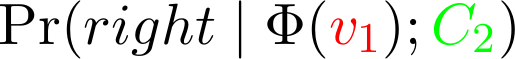 Pr(right | Φ(v₁); C₂)